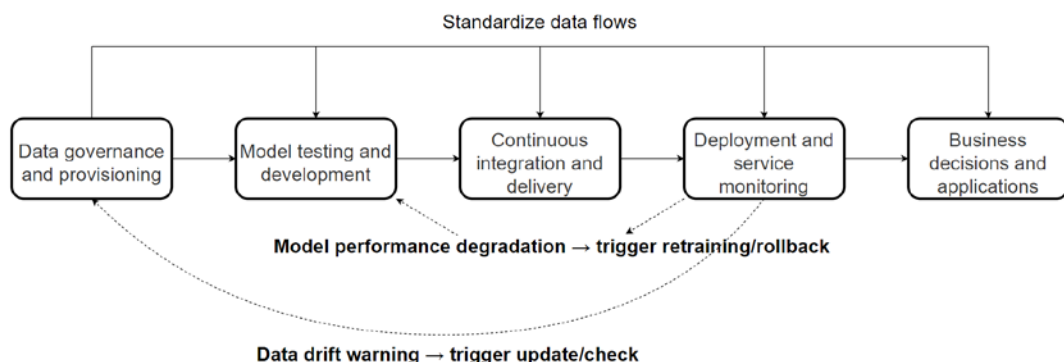 Standardize data flows
Data governance
and provisioning
Model testing and
development
Continuous
integration and
delivery
Deployment and
service
monitoring
Business
decisions and
applications
Model performance degradation → trigger retraining/rollback
Data drift warning → trigger update/check